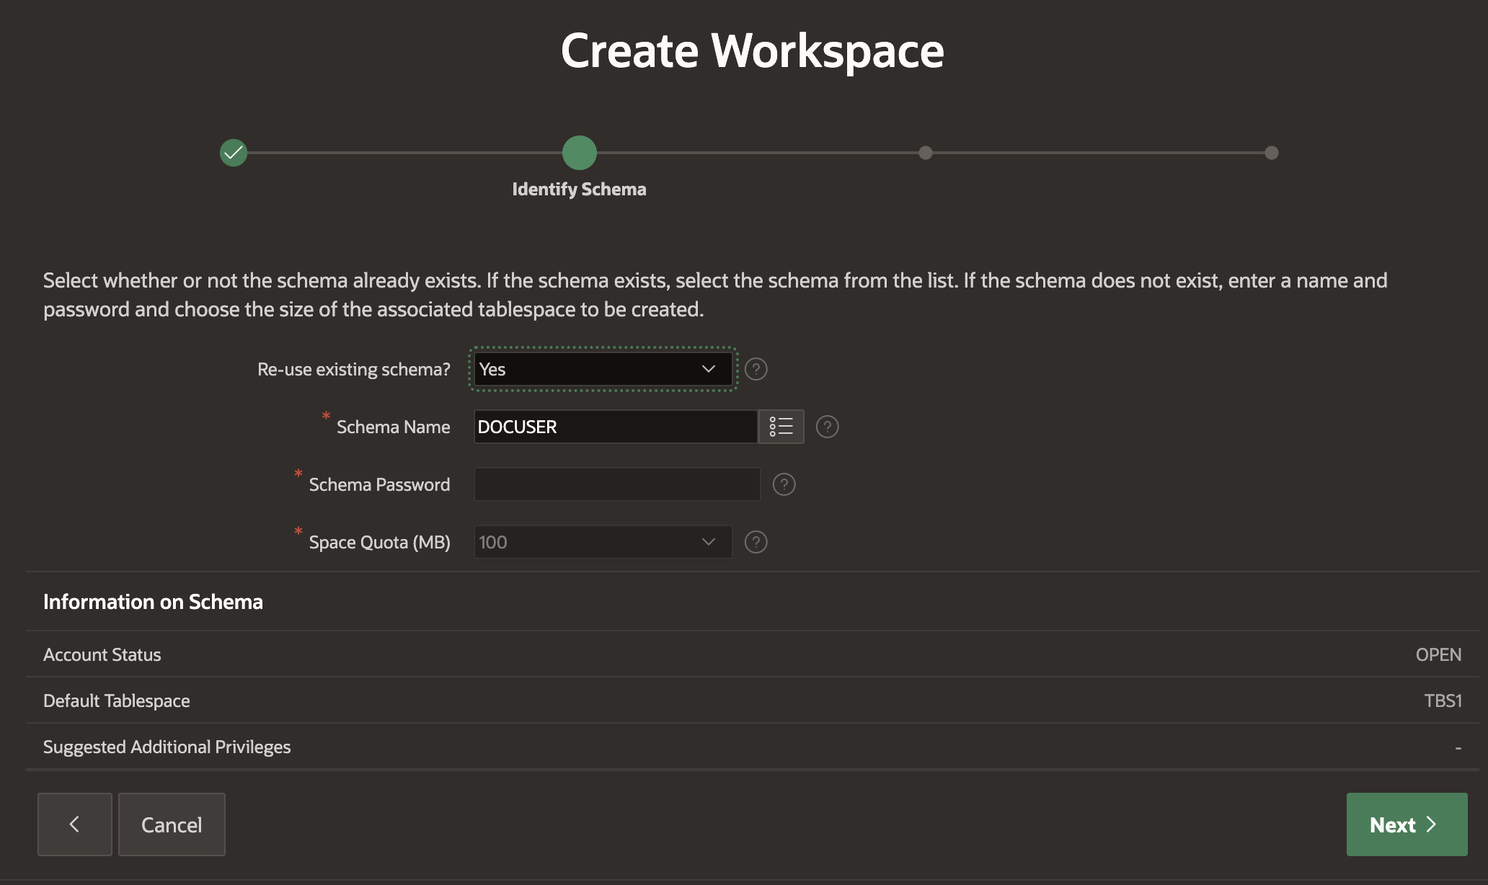 Create Workspace
Identify Schema
Select whether or not the schema already exists. If the schema exists, select the schema from the list. If the schema does not exist, enter a name and
password and choose the size of the associated tablespace to be created.
Re-use existing schema? Yes ?
* Schema Name DOCUSER ?
* Schema Password ?
* Space Quota (MB) 100 ?
Information on Schema
Account Status OPEN
Default Tablespace TBS1
Suggested Additional Privileges -
Cancel Next